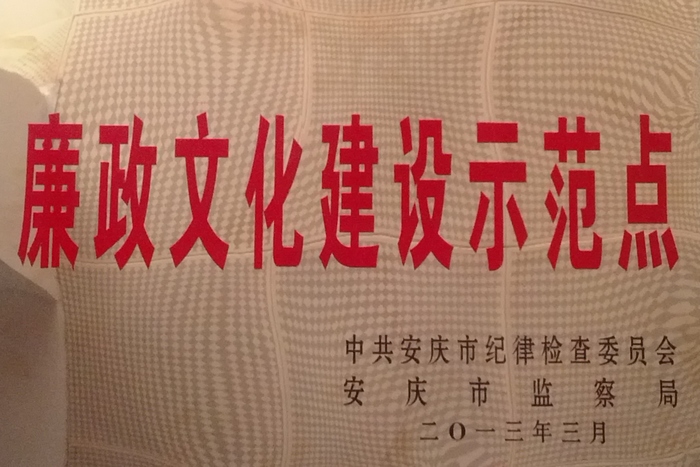 廉政文化建设示范点
中共安庆市纪律检查委员会
安庆市监察局
二〇一三年三月